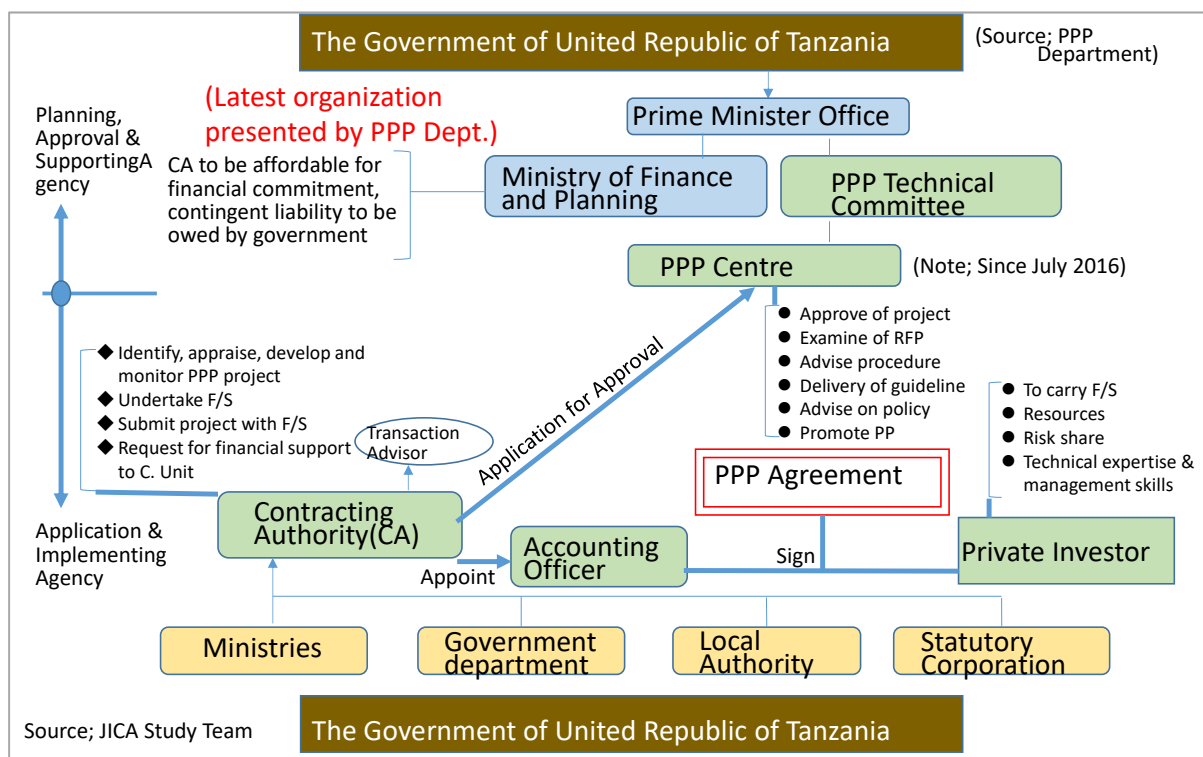 The Government of United Republic of Tanzania
(Source; PPP
Department)
(Latest organization
presented by PPP Dept.)
Planning,
Approval &
SupportingA
gency
Prime Minister Office
CA to be affordable for
financial commitment,
contingent liability to be
owed by government
Ministry of Finance
and Planning
PPP Technical
Committee
PPP Centre
(Note; Since July 2016)
● Approve of project
● Examine of RFP
● Advise procedure
● Delivery of guideline
● Advise on policy
● Promote PP
◆ Identify, appraise, develop and
monitor PPP project
◆ Undertake F/S
◆ Submit project with F/S
◆ Request for financial support
to C. Unit
Transaction
Advisor
Application for Approval
● To carry F/S
● Resources
● Risk share
● Technical expertise &
management skills
PPP Agreement
Application &
Implementing
Agency
Contracting
Authority(CA)
Appoint
Accounting
Officer
Sign
Private Investor
Ministries
Government
department
Local
Authority
Statutory
Corporation
Source; JICA Study Team
The Government of United Republic of Tanzania